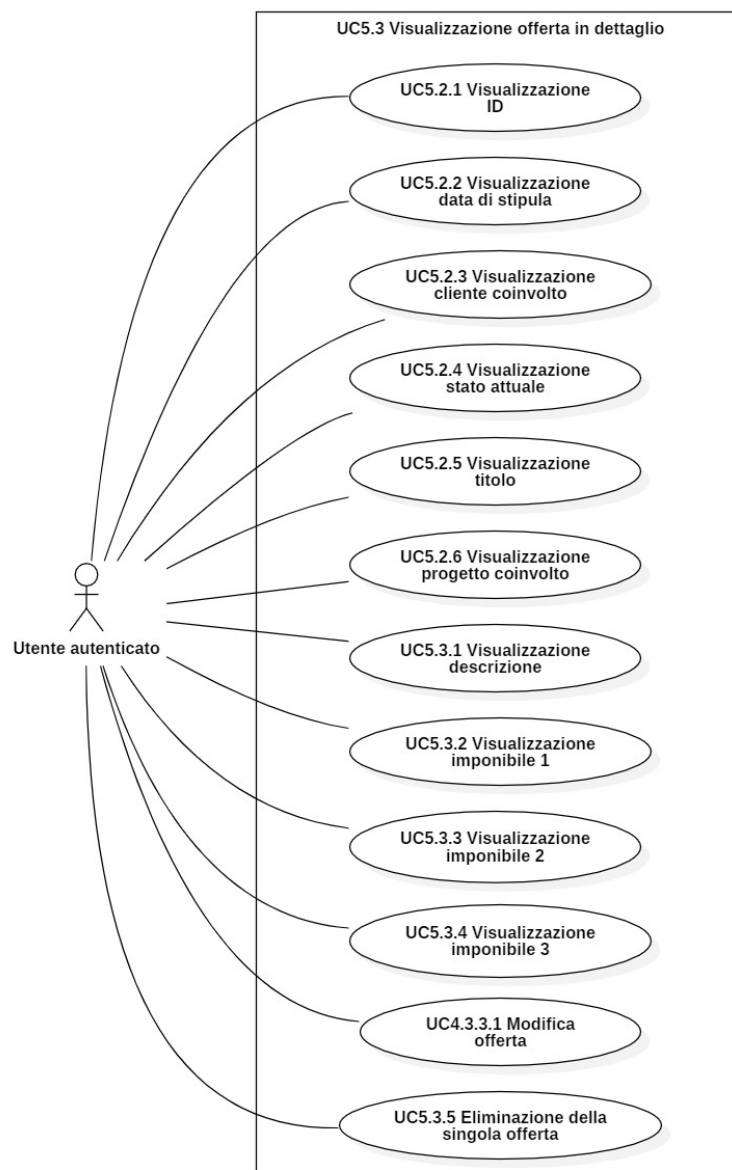 UC5.3 Visualizzazione offerta in dettaglio
UC5.2.1 Visualizzazione
ID
UC5.2.2 Visualizzazione
data di stipula
UC5.2.3 Visualizzazione
cliente coinvolto
UC5.2.4 Visualizzazione
stato attuale
UC5.2.5 Visualizzazione
titolo
UC5.2.6 Visualizzazione
progetto coinvolto
Utente autenticato
UC5.3.1 Visualizzazione
descrizione
UC5.3.2 Visualizzazione
imponibile 1
UC5.3.3 Visualizzazione
imponibile 2
UC5.3.4 Visualizzazione
imponibile 3
UC4.3.3.1 Modifica
offerta
UC5.3.5 Eliminazione della
singola offerta